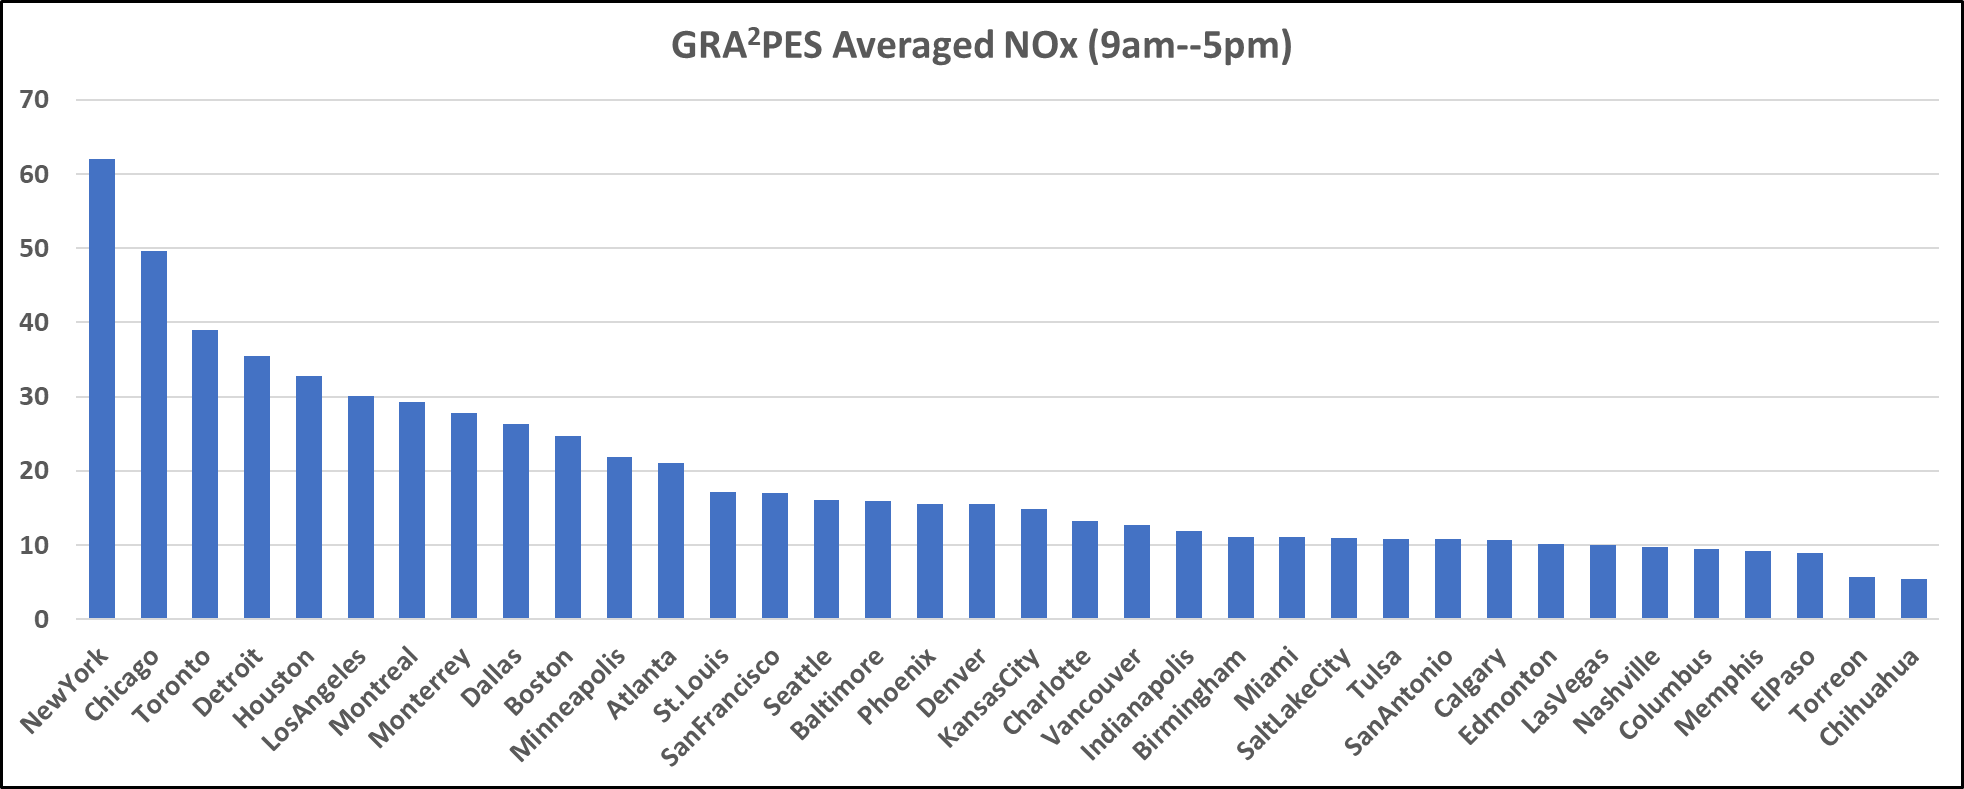 GRA²PES Averaged NOx (9am--5pm)
70
60
50
40
30
20
10
0
NewYork
Chicago
Toronto
Detroit
Houston
LosAngeles
Montreal
Monterrey
Dallas
Boston
Minneapolis
Atlanta
St.Louis
SanFrancisco
Seattle
Baltimore
Phoenix
Denver
KansasCity
Charlotte
Vancouver
Indianapolis
Birmingham
Miami
SaltLakeCity
Tulsa
SanAntonio
Calgary
Edmonton
LasVegas
Nashville
Columbus
Memphis
ElPaso
Torreon
Chihuahua